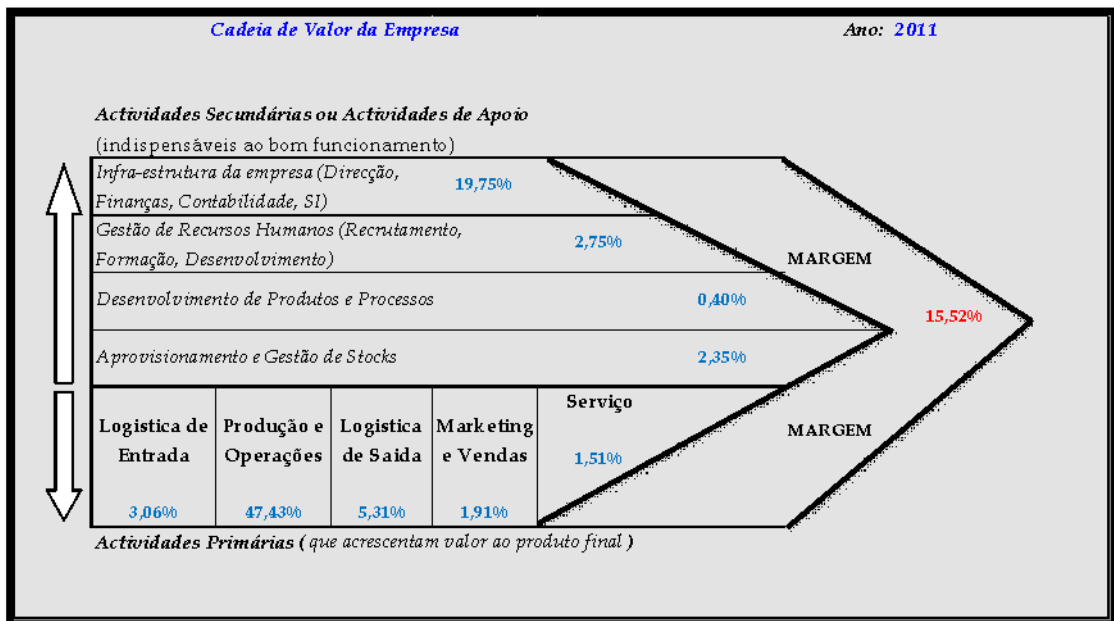 Cadeia de Valor da Empresa
Ano: 2011
Actividades Secundárias ou Actividades de Apoio
(indispensáveis ao bom funcionamento)
Infra-estrutura da empresa (Direcção,
Finanças, Contabilidade, SI)
19,75%
Gestão de Recursos Humanos (Recrutamento,
Formação, Desenvolvimento)
2,75%
MARGEM
Desenvolvimento de Produtos e Processos
0,40%
15,52%
Aprovisionamento e Gestão de Stocks
2,35%
Logistica de
Entrada
3,06%
Produção e
Operações
47,43%
Logistica
de Saida
5,31%
Marketing
e Vendas
1,91%
Serviço
1,51%
MARGEM
Actividades Primárias ( que acrescentam valor ao produto final )